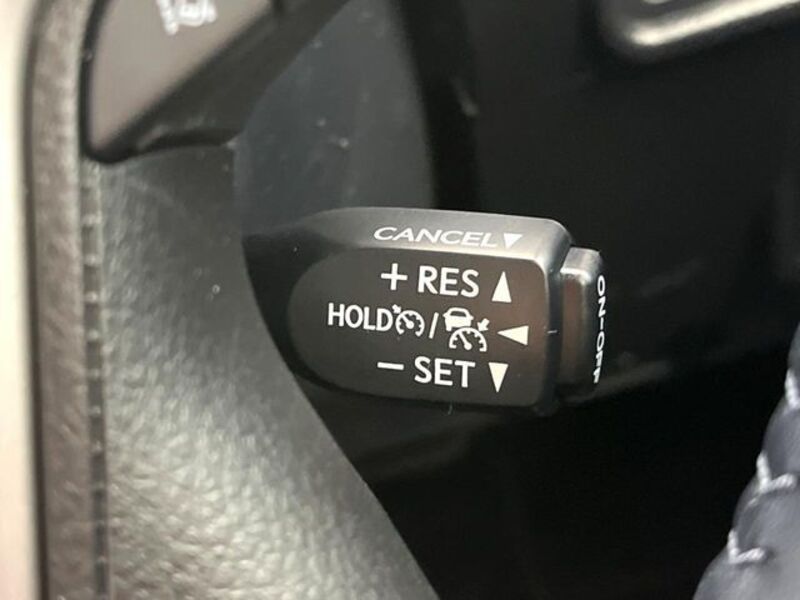 CANCEL▼
+ RES ▲
HOLD / ◀
− SET ▼
ON-OFF